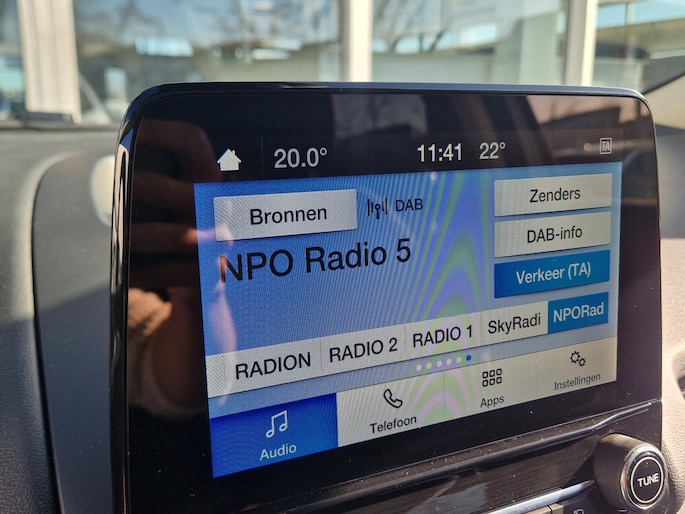 20.0° 11:41 22° TA
Bronnen DAB Zenders
DAB-info
NPO Radio 5
Verkeer (TA)
RADION RADIO 2 RADIO 1 SkyRadi NPORad
Audio Telefoon Apps Instellingen
TUNE